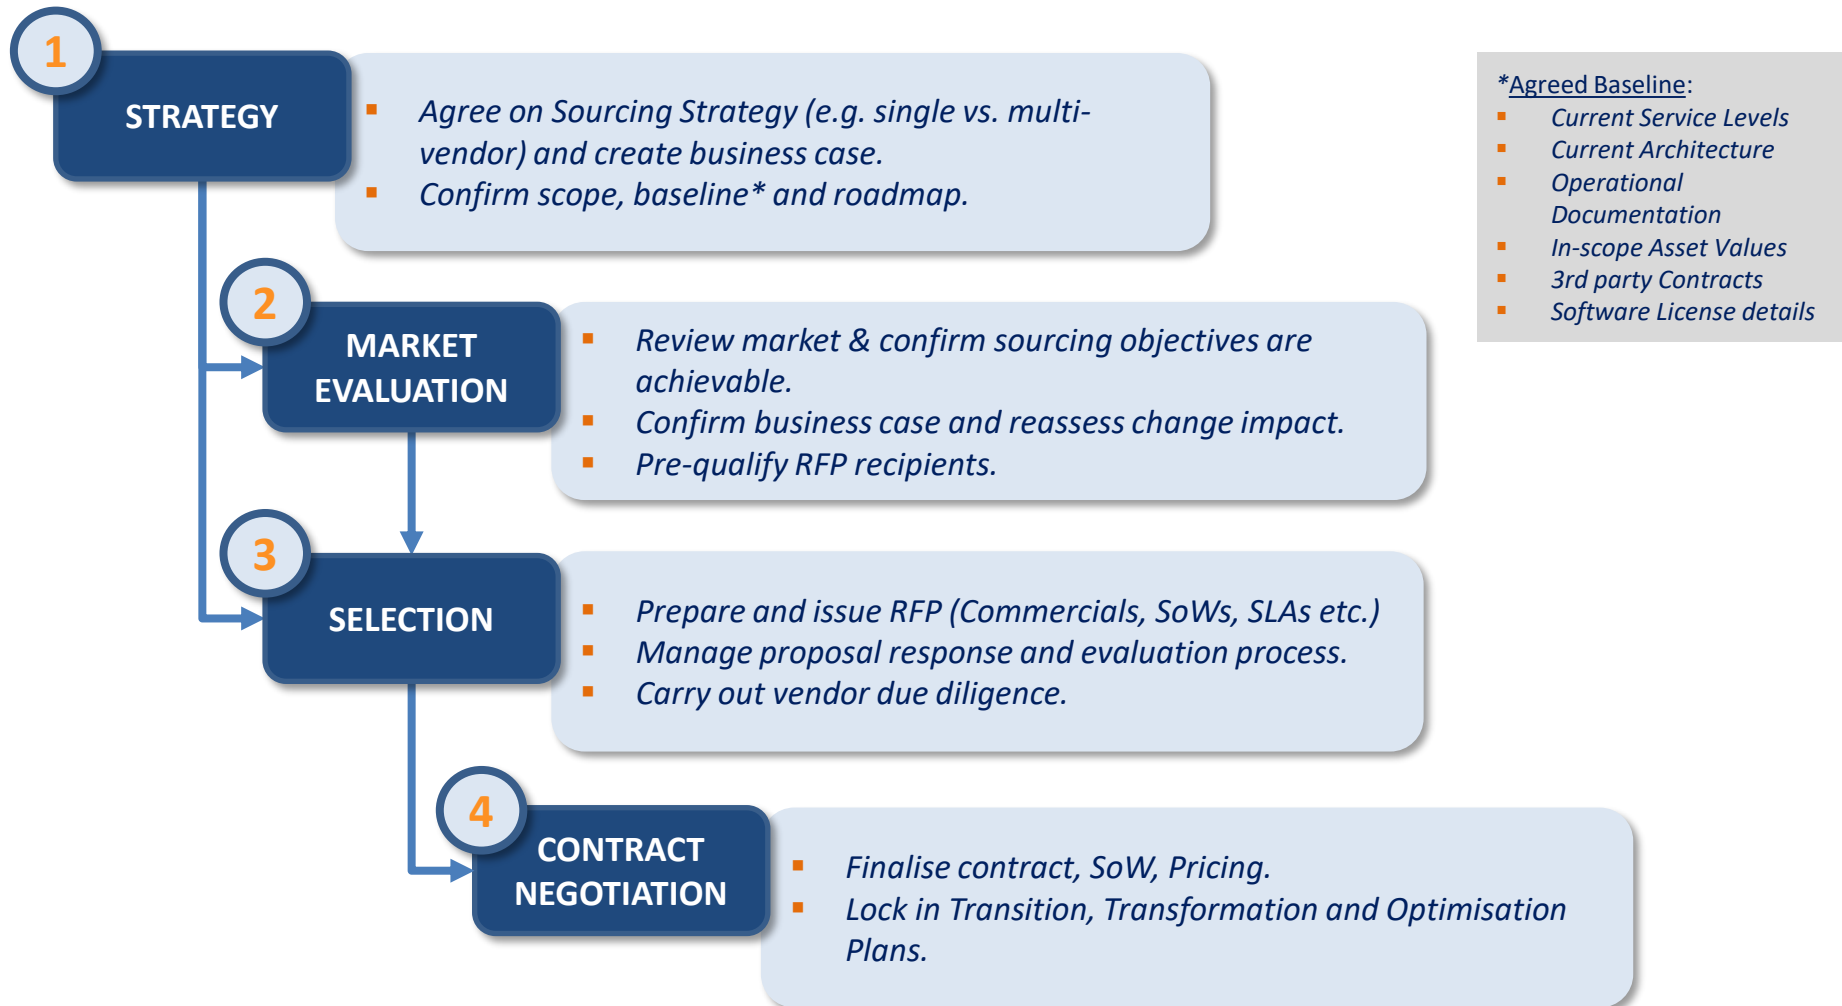 1
STRATEGY
▪ Agree on Sourcing Strategy (e.g. single vs. multi-
vendor) and create business case.
▪ Confirm scope, baseline* and roadmap.
*Agreed Baseline:
▪ Current Service Levels
▪ Current Architecture
▪ Operational
Documentation
▪ In-scope Asset Values
▪ 3rd party Contracts
▪ Software License details
2
MARKET
EVALUATION
▪ Review market & confirm sourcing objectives are
achievable.
▪ Confirm business case and reassess change impact.
▪ Pre-qualify RFP recipients.
3
SELECTION
▪ Prepare and issue RFP (Commercials, SoWs, SLAs etc.)
▪ Manage proposal response and evaluation process.
▪ Carry out vendor due diligence.
4
CONTRACT
NEGOTIATION
▪ Finalise contract, SoW, Pricing.
▪ Lock in Transition, Transformation and Optimisation
Plans.